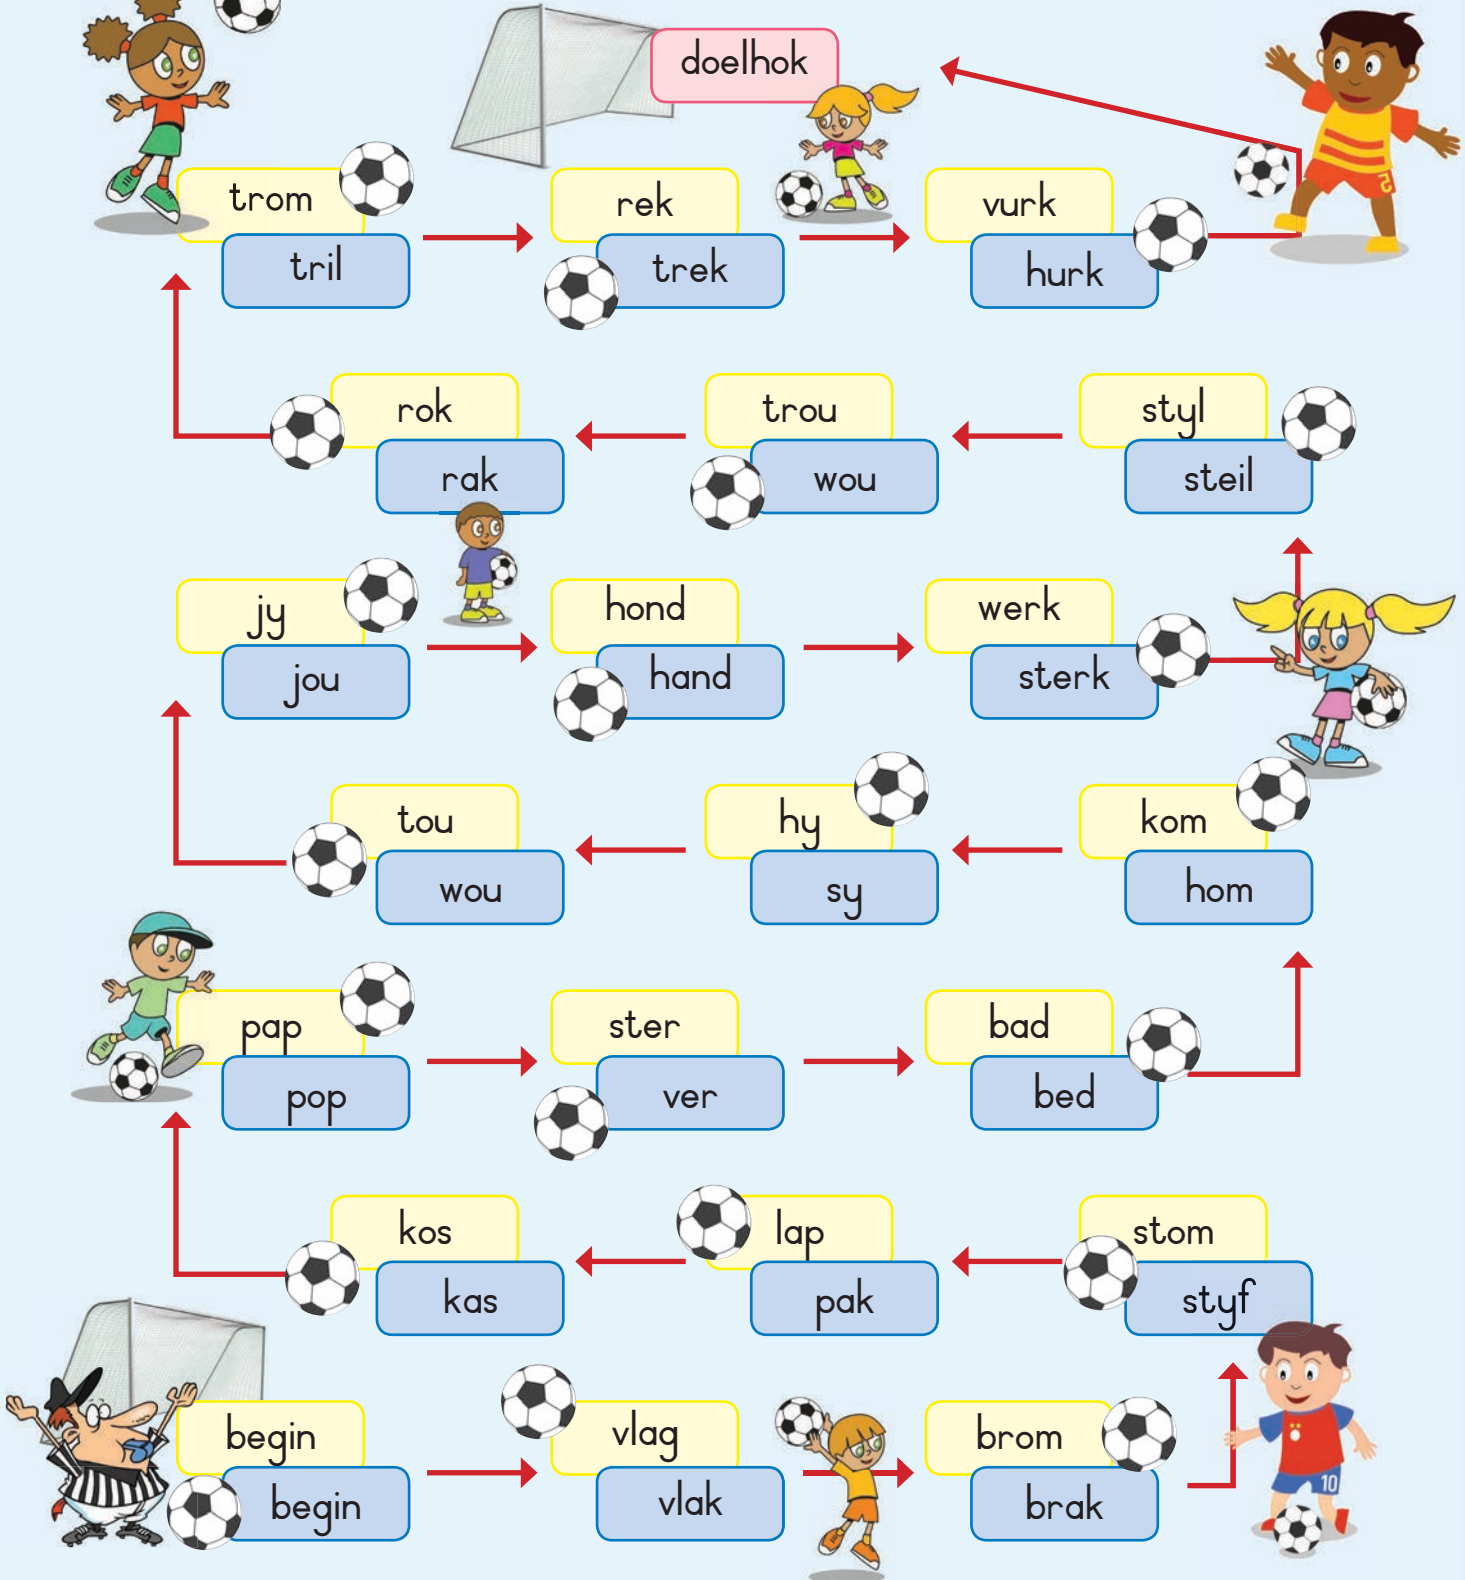 doelhok
trom
tril
rek
trek
vurk
hurk
rok
rak
trou
wou
styl
steil
jy
jou
hond
hand
werk
sterk
tou
wou
hy
sy
kom
hom
pap
pop
ster
ver
bad
bed
kos
kas
lap
pak
stom
styf
begin
begin
vlag
vlak
brom
brak
10